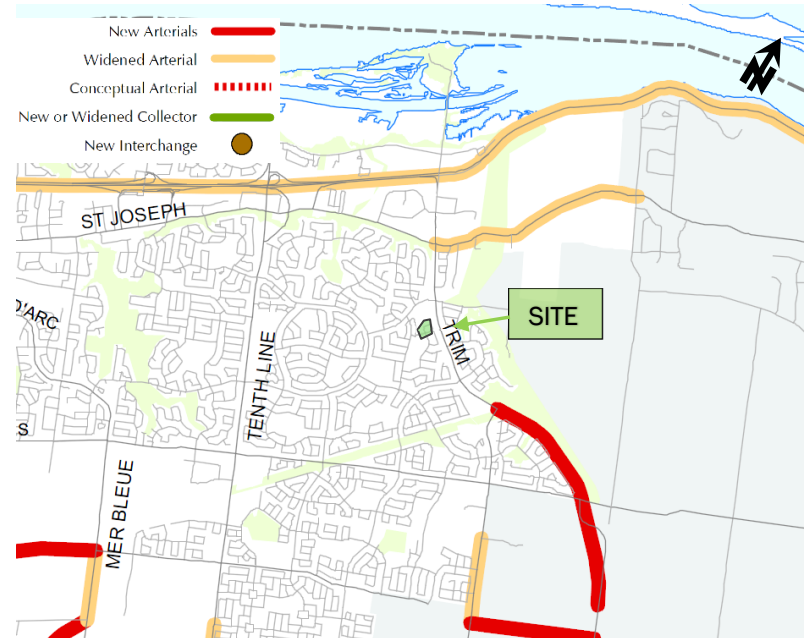 New Arterials
Widened Arterial
Conceptual Arterial
New or Widened Collector
New Interchange
N
ST JOSEPH
D'ARC
SITE
TRIM
TENTH LINE
S
MER BLEUE